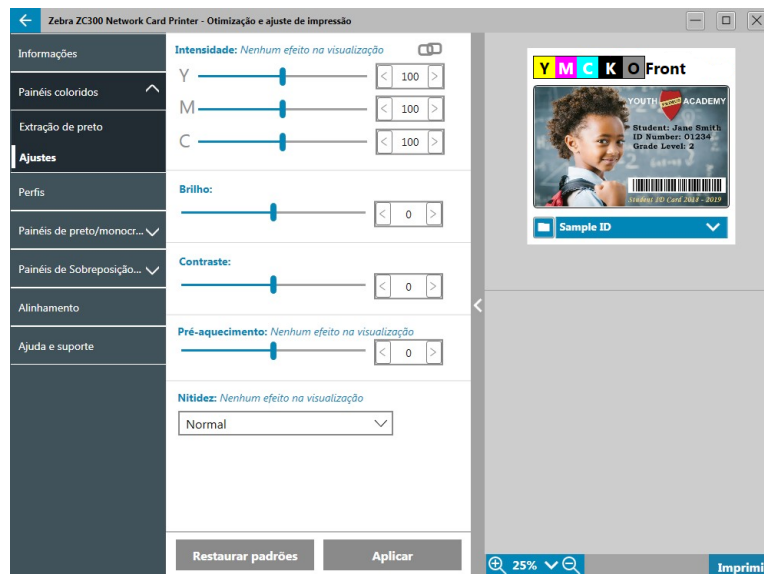 Zebra ZC300 Network Card Printer - Otimização e ajuste de impressão
Informações
Painéis coloridos
Extração de preto
Ajustes
Perfis
Painéis de preto/monocr...
Painéis de Sobreposição...
Alinhamento
Ajuda e suporte
Intensidade: Nenhum efeito na visualização
Y < 100 >
M < 100 >
C < 100 >
Brilho:
< 0 >
Contraste:
< 0 >
Pré-aquecimento: Nenhum efeito na visualização
< 0 >
Nitidez: Nenhum efeito na visualização
Normal
Restaurar padrões
Aplicar
Y M C K O Front
YOUTH ACADEMY
Student: Jane Smith
ID Number: 01234
Grade Level: 2
Student ID Card 2018 - 2019
Sample ID
25%
Imprimi